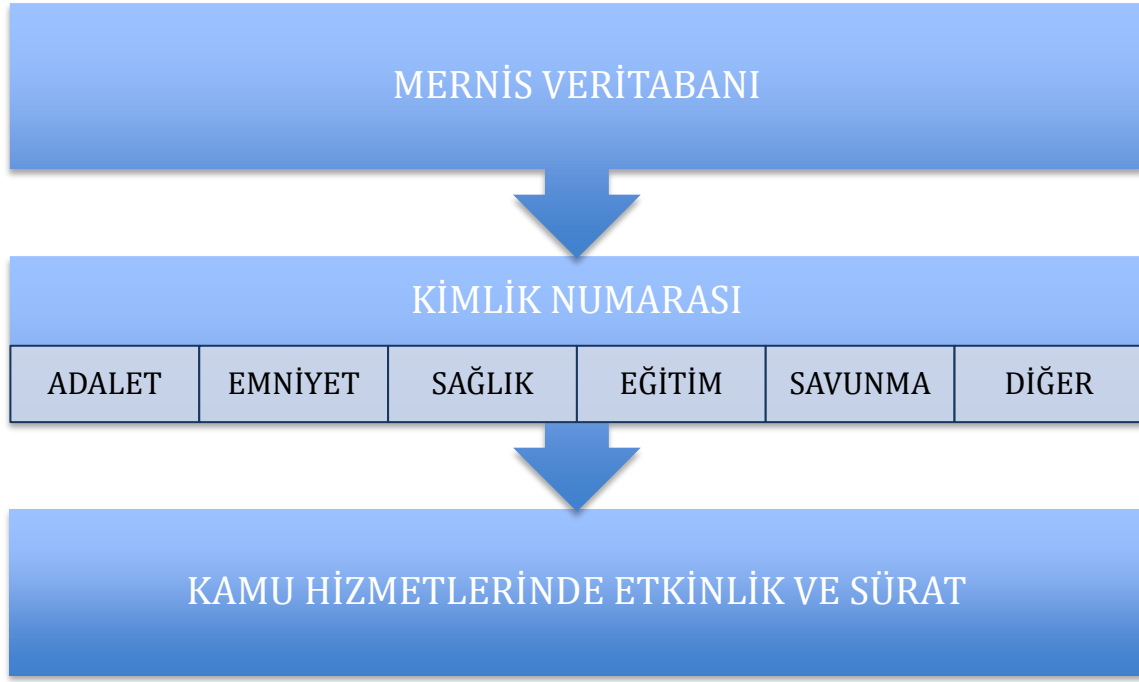 MERNİS VERİTABANI
KİMLİK NUMARASI
ADALET EMNİYET SAĞLIK EĞİTİM SAVUNMA DİĞER
KAMU HİZMETLERİNDE ETKİNLİK VE SÜRAT